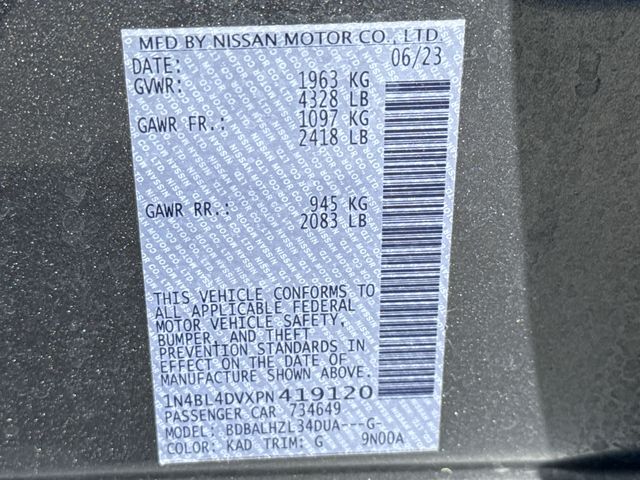 MFD BY NISSAN MOTOR CO., LTD.
DATE: 06/23
GVWR: 1963 KG
4328 LB
GAWR FR.: 1097 KG
2418 LB
GAWR RR.: 945 KG
2083 LB
THIS VEHICLE CONFORMS TO
ALL APPLICABLE FEDERAL
MOTOR VEHICLE SAFETY,
BUMPER, AND THEFT
PREVENTION STANDARDS IN
EFFECT ON THE DATE OF
MANUFACTURE SHOWN ABOVE.
1N4BL4DVXPN419120
PASSENGER CAR 734649
MODEL: BDBALHZL34DUA---G-
COLOR: KAD TRIM: G 9N00A